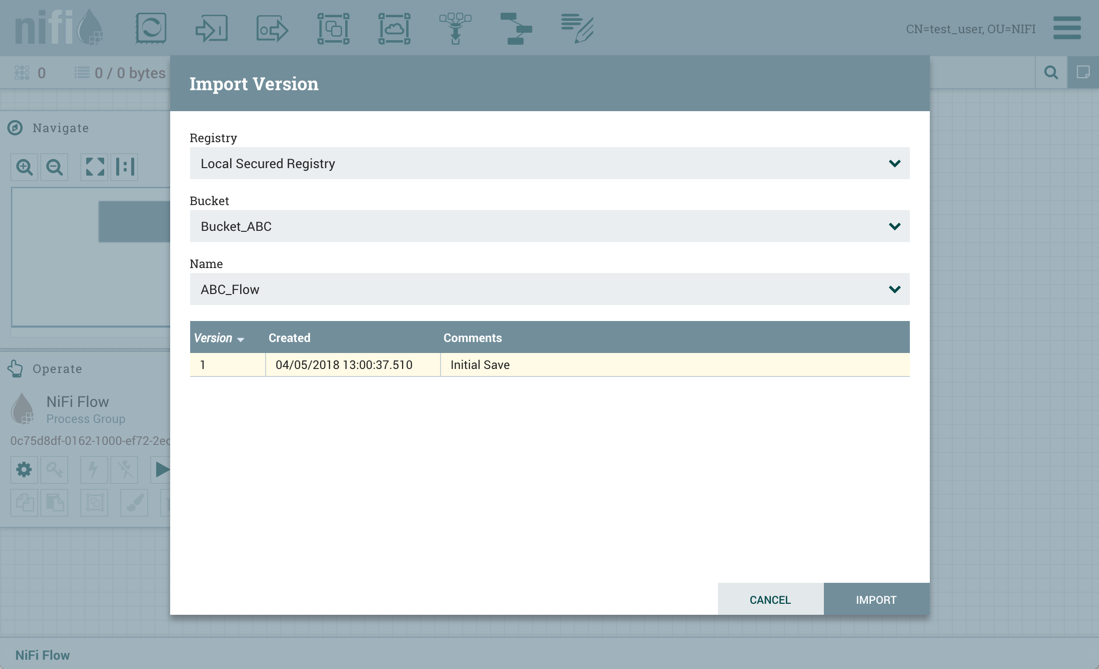 nifi
CN=test_user, OU=NIFI
0
0 / 0 bytes
Import Version
Navigate
Registry
Local Secured Registry
Bucket
Bucket_ABC
Name
ABC_Flow
Version Created Comments
1 04/05/2018 13:00:37.510 Initial Save
Operate
NiFi Flow
Process Group
0c75d8df-0162-1000-ef72-2ec
CANCEL IMPORT
NiFi Flow